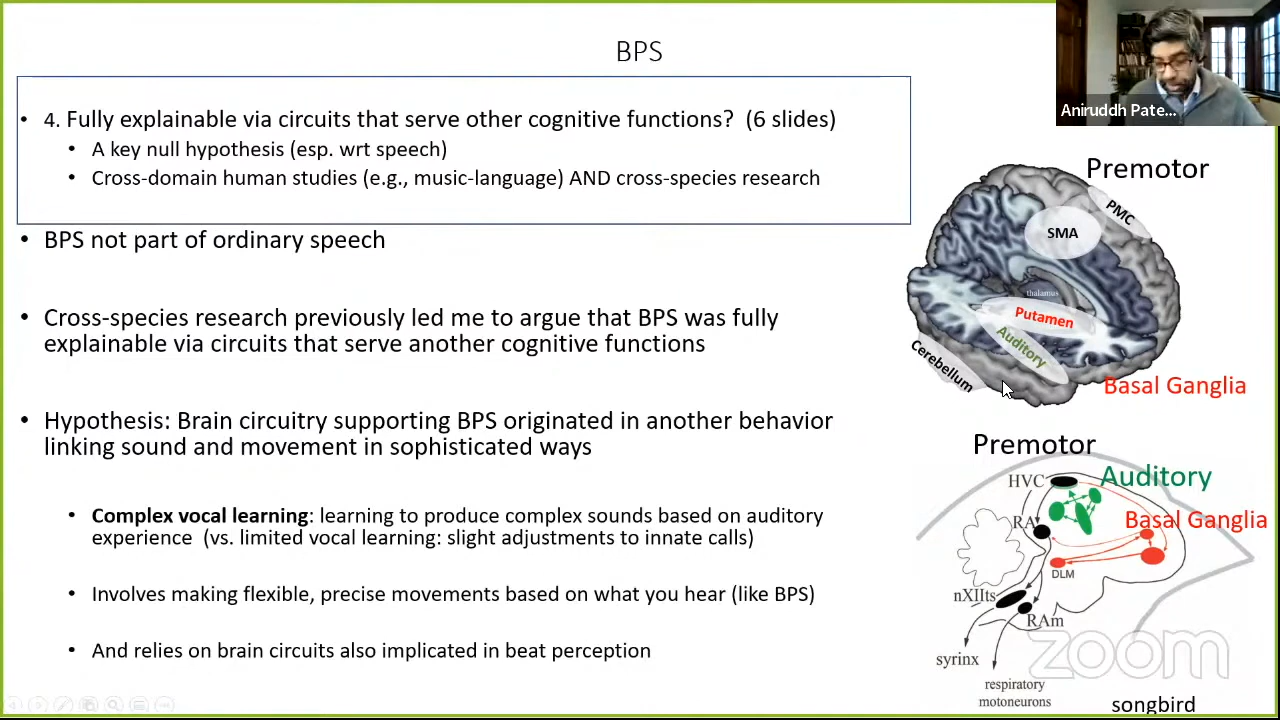 BPS
4. Fully explainable via circuits that serve other cognitive functions? (6 slides)
A key null hypothesis (esp. wrt speech)
Cross-domain human studies (e.g., music-language) AND cross-species research
BPS not part of ordinary speech
Cross-species research previously led me to argue that BPS was fully
explainable via circuits that serve another cognitive functions
Hypothesis: Brain circuitry supporting BPS originated in another behavior
linking sound and movement in sophisticated ways
Complex vocal learning: learning to produce complex sounds based on auditory
experience (vs. limited vocal learning: slight adjustments to innate calls)
Involves making flexible, precise movements based on what you hear (like BPS)
And relies on brain circuits also implicated in beat perception
Aniruddh Pate...
Premotor
PMC
SMA
thalamus
Putamen
Auditory
Cerebellum
Basal Ganglia
Premotor
HVC
Auditory
RA
Basal Ganglia
DLM
nXIIts
RAm
syrinx
respiratory
motoneurons
zoom
songbird